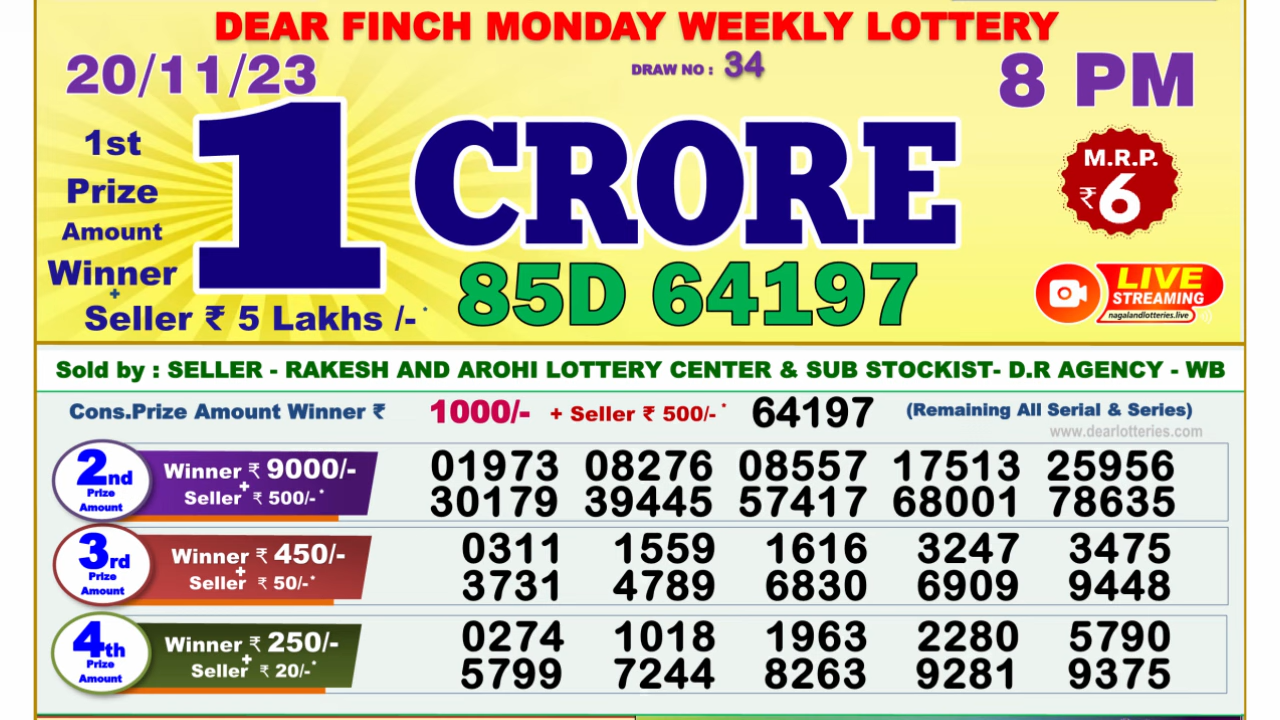 DEAR FINCH MONDAY WEEKLY LOTTERY
20/11/23
DRAW NO : 34
8 PM
1st
Prize
Amount
Winner
+
Seller ₹ 5 Lakhs /-*
1 CRORE
85D 64197
M.R.P.
₹6
LIVE
STREAMING
nagalandlotteries.live
Sold by : SELLER - RAKESH AND AROHI LOTTERY CENTER & SUB STOCKIST- D.R AGENCY - WB
Cons.Prize Amount Winner ₹ 1000/- + Seller ₹ 500/-* 64197 (Remaining All Serial & Series)
www.dearlotteries.com
2nd
Prize
Amount
Winner ₹ 9000/-
+
Seller ₹ 500/-*
01973 08276 08557 17513 25956
30179 39445 57417 68001 78635
3rd
Prize
Amount
Winner ₹ 450/-
+
Seller ₹ 50/-*
0311 1559 1616 3247 3475
3731 4789 6830 6909 9448
4th
Prize
Amount
Winner ₹ 250/-
+
Seller ₹ 20/-*
0274 1018 1963 2280 5790
5799 7244 8263 9281 9375